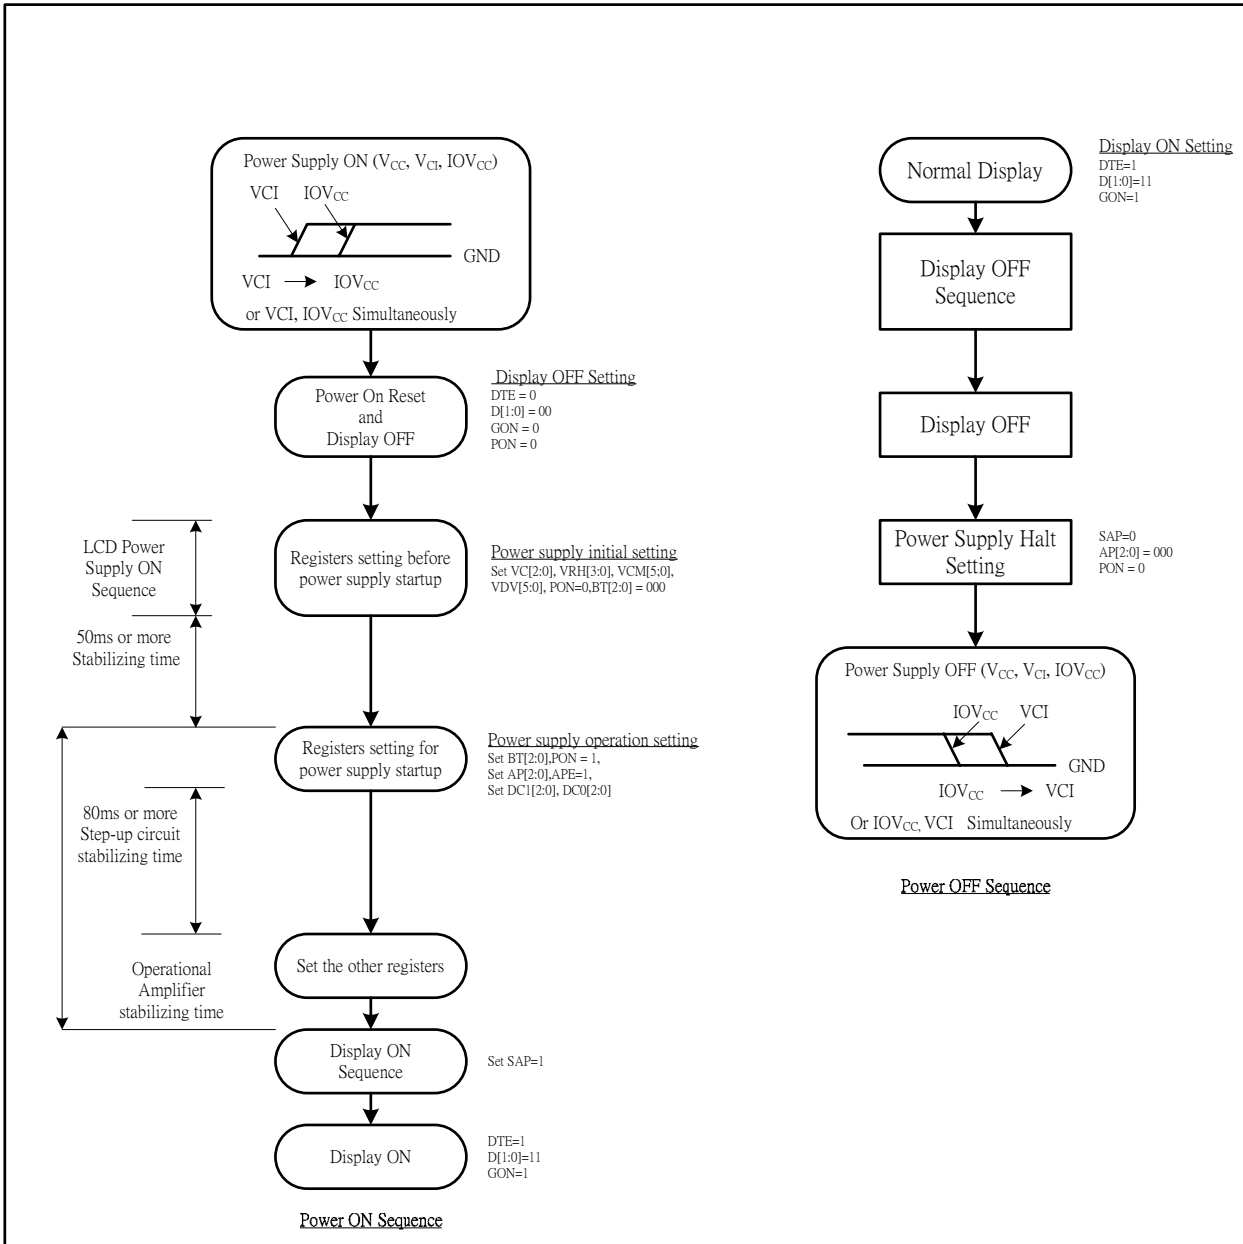 Power Supply ON (VCC, VCI, IOVCC)
VCI IOVCC
GND
VCI IOVCC
or VCI, IOVCC Simultaneously
Power On Reset
and
Display OFF
Display OFF Setting
DTE = 0
D[1:0] = 00
GON = 0
PON = 0
LCD Power
Supply ON
Sequence
Registers setting before
power supply startup
Power supply initial setting
Set VC[2:0], VRH[3:0], VCM[5;0],
VDV[5:0], PON=0,BT[2:0] = 000
50ms or more
Stabilizing time
Registers setting for
power supply startup
Power supply operation setting
Set BT[2:0],PON = 1,
Set AP[2:0],APE=1,
Set DC1[2:0], DC0[2:0]
80ms or more
Step-up circuit
stabilizing time
Operational
Amplifier
stabilizing time
Set the other registers
Display ON
Sequence
Set SAP=1
Display ON
DTE=1
D[1:0]=11
GON=1
Power ON Sequence
Normal Display
Display ON Setting
DTE=1
D[1:0]=11
GON=1
Display OFF
Sequence
Display OFF
Power Supply Halt
Setting
SAP=0
AP[2:0] = 000
PON = 0
Power Supply OFF (VCC, VCI, IOVCC)
IOVCC VCI
GND
IOVCC VCI
Or IOVCC, VCI Simultaneously
Power OFF Sequence